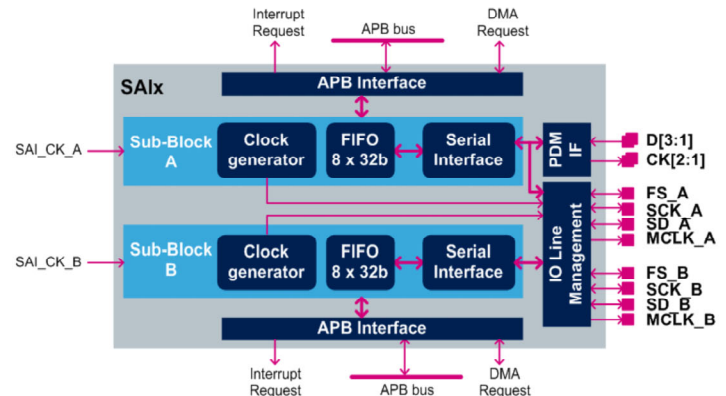 Interrupt
Request
APB bus
DMA
Request
SAIx
APB Interface
SAI_CK_A
Sub-Block
A
Clock
generator
FIFO
8 x 32b
Serial
Interface
PDM
IF
D[3:1]
CK[2:1]
FS_A
SCK_A
SD_A
MCLK_A
SAI_CK_B
Sub-Block
B
Clock
generator
FIFO
8 x 32b
Serial
Interface
IO Line
Management
FS_B
SCK_B
SD_B
MCLK_B
APB Interface
Interrupt
Request
APB bus
DMA
Request